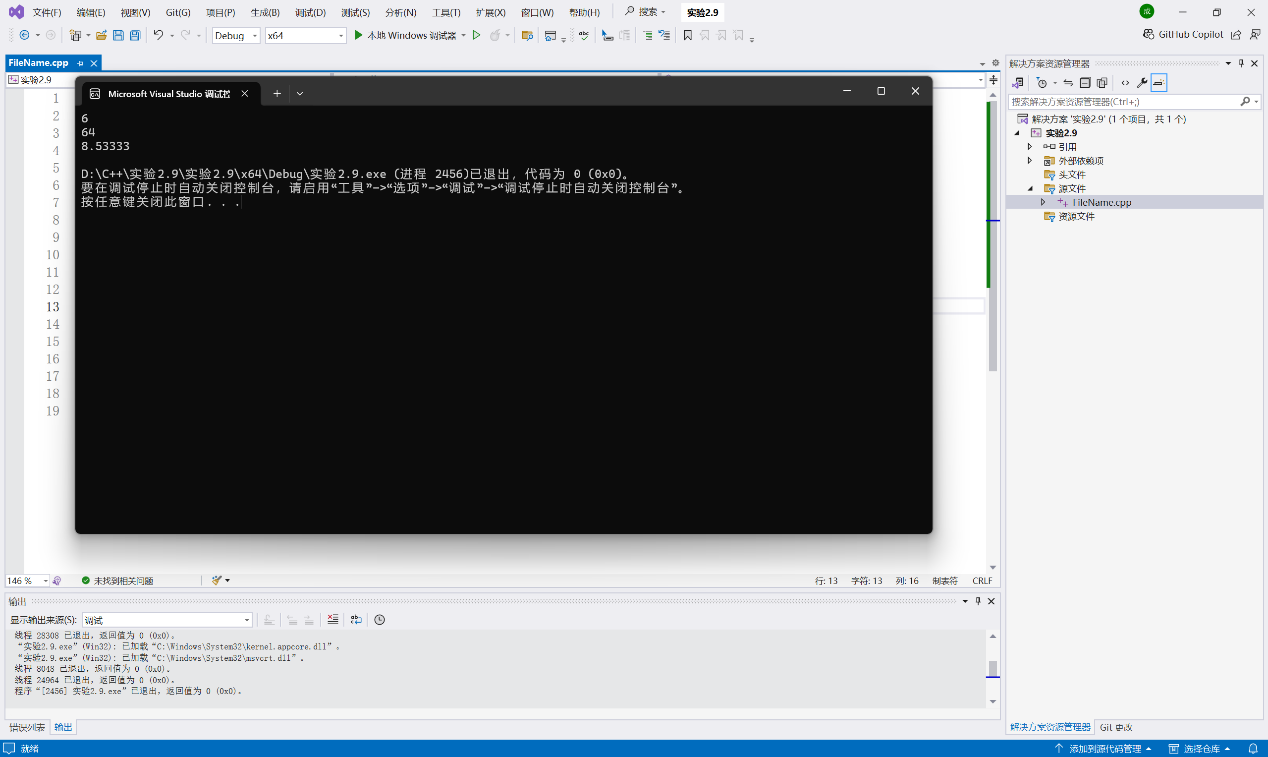 文件(F) 编辑(E) 视图(V) Git(G) 项目(P) 生成(B) 调试(D) 测试(S) 分析(N) 工具(T) 扩展(X) 窗口(W) 帮助(H) 搜索 实验2.9
Debug x64 本地 Windows 调试器 GitHub Copilot
FileName.cpp
实验2.9
1
2
3
4
5
6
7
8
9
10
11
12
13
14
15
16
17
18
19
Microsoft Visual Studio 调试控
6
64
8.53333
D:\C++\实验2.9\实验2.9\x64\Debug\实验2.9.exe (进程 2456)已退出，代码为 0 (0x0)。
要在调试停止时自动关闭控制台，请启用“工具”->“选项”->“调试”->“调试停止时自动关闭控制台”。
按任意键关闭此窗口. . .
146 % 未找到相关问题 行: 13 字符: 13 列: 16 制表符 CRLF
输出
显示输出来源(S): 调试
线程 28308 已退出，返回值为 0 (0x0)。
“实验2.9.exe”(Win32): 已加载“C:\Windows\System32\kernel.appcore.dll”。
“实验2.9.exe”(Win32): 已加载“C:\Windows\System32\msvcrt.dll”。
线程 8048 已退出，返回值为 0 (0x0)。
线程 24964 已退出，返回值为 0 (0x0)。
程序“[2456] 实验2.9.exe”已退出，返回值为 0 (0x0)。
错误列表 输出
解决方案资源管理器
搜索解决方案资源管理器(Ctrl+;)
解决方案 '实验2.9' (1 个项目，共 1 个)
实验2.9
引用
外部依赖项
头文件
源文件
FileName.cpp
资源文件
解决方案资源管理器 Git 更改
就绪 添加到源代码管理 选择仓库